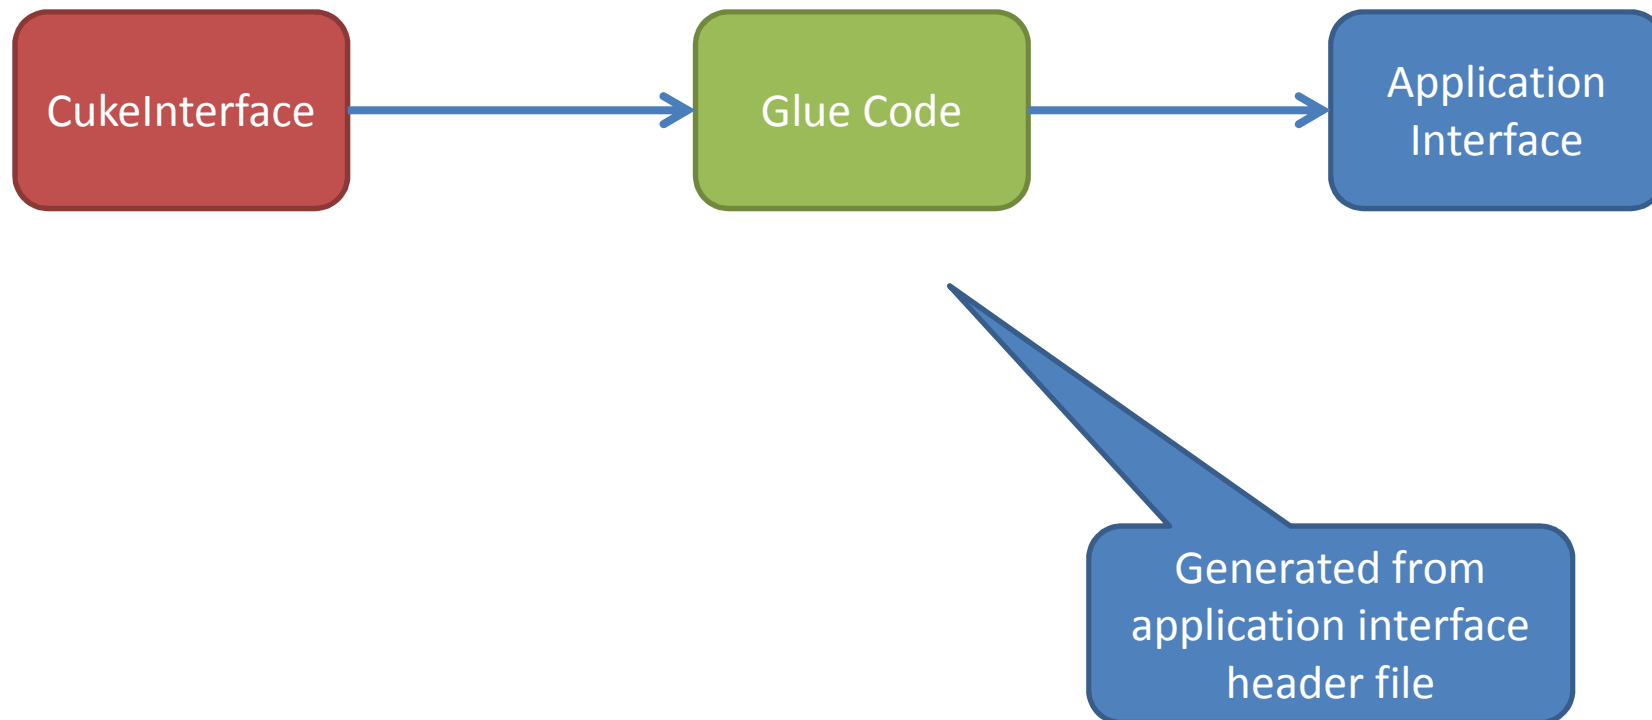 CukeInterface
Glue Code
Application
Interface
Generated from
application interface
header file